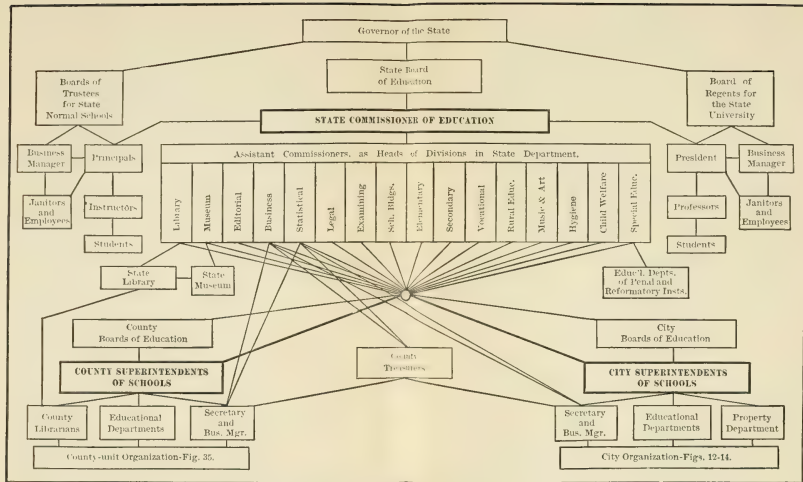 Governor of the State
Boards of
Trustees
for State
Normal Schools
State Board
of Education
Board of
Regents for
the State
University
STATE COMMISSIONER OF EDUCATION
Business
Manager
Principals
Assistant Commissioners, as Heads of Divisions in State Department.
President
Business
Manager
Janitors
and
Employees
Instructors
Students
Library
Museum
Editorial
Business
Statistical
Legal
Examining
Sch. Bldgs.
Elementary
Secondary
Vocational
Rural Educ.
Music & Art
Hygiene
Child Welfare
Special Educ.
Professors
Students
Janitors
and
Employees
State
Library
State
Museum
Educ'l. Depts.
of Penal and
Reformatory Insts.
County
Boards of Education
City
Boards of Education
County
Treasurers
COUNTY SUPERINTENDENTS
OF SCHOOLS
CITY SUPERINTENDENTS
OF SCHOOLS
County
Librarians
Educational
Departments
Secretary
and
Bus. Mgr.
Secretary
and
Bus. Mgr.
Educational
Departments
Property
Department
County-unit Organization-Fig. 35.
City Organization-Figs. 12-14.